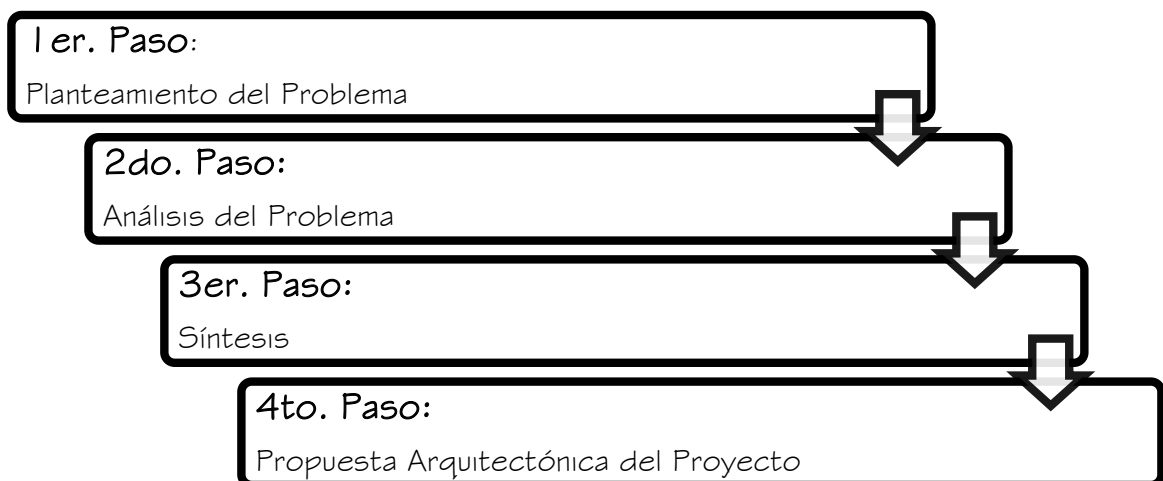 1er. Paso:
Planteamiento del Problema
2do. Paso:
Análisis del Problema
3er. Paso:
Síntesis
4to. Paso:
Propuesta Arquitectónica del Proyecto